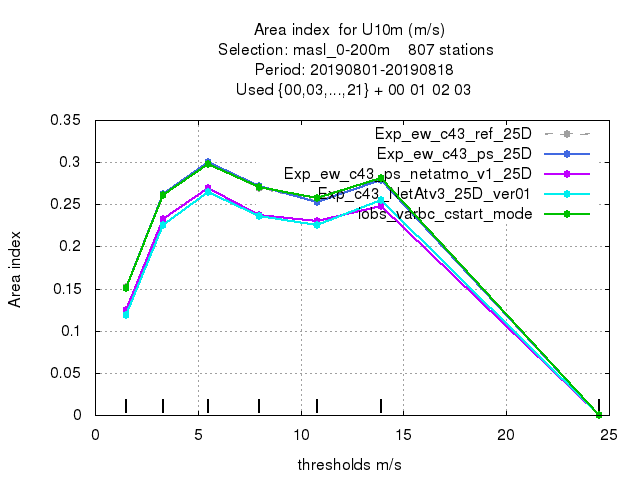 Area index  for U10m (m/s)
Selection: masl_0-200m    807 stations
Period: 20190801-20190818
Used {00,03,...,21} + 00 01 02 03
Exp_ew_c43_ref_25D
Exp_ew_c43_ps_25D
Exp_ew_c43_ps_netatmo_v1_25D
Exp_c43_NetAtv3_25D_ver01
iobs_varbc_cstart_mode
Area index
0.35
0.3
0.25
0.2
0.15
0.1
0.05
0
0 5 10 15 20 25
thresholds m/s